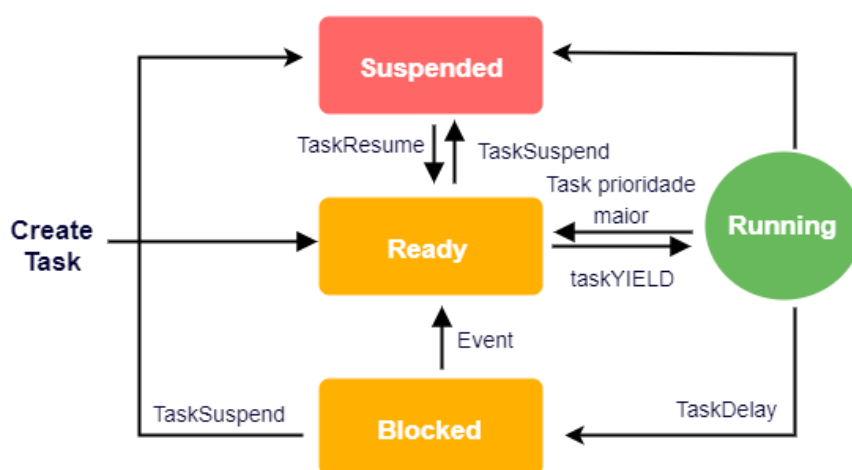 Suspended
TaskResume
TaskSuspend
Task prioridade
maior
Create
Task
Ready
Running
taskYIELD
Event
TaskSuspend
Blocked
TaskDelay